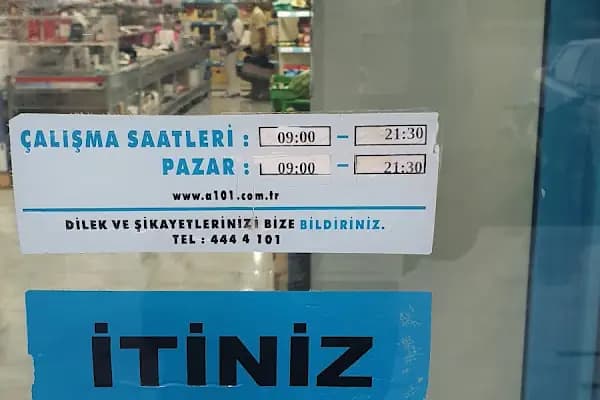 ÇALIŞMA SAATLERİ : 09:00 – 21:30
PAZAR : 09:00 – 21:30
www.a101.com.tr
DİLEK VE ŞİKAYETLERİNİZİ BİZE BİLDİRİNİZ.
TEL : 444 4 101
İTİNİZ